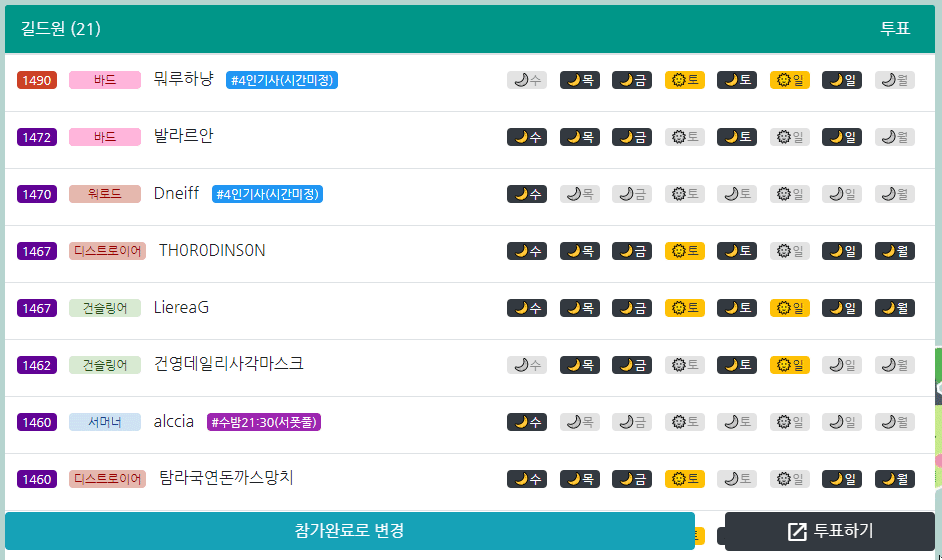 길드원 (21) 투표
1490 바드 뭐루하냥 #4인기사(시간미정) 수 목 금 토 토 일 일 월
1472 바드 발라르안 수 목 금 토 토 일 일 월
1470 워로드 Dneiff #4인기사(시간미정) 수 목 금 토 토 일 일 월
1467 디스트로이어 TH0R0DINS0N 수 목 금 토 토 일 일 월
1467 건슬링어 LiereaG 수 목 금 토 토 일 일 월
1462 건슬링어 건영데일리사각마스크 수 목 금 토 토 일 일 월
1460 서머너 alccia #수밤21:30(서폿풀) 수 목 금 토 토 일 일 월
1460 디스트로이어 탐라국연돈까스망치 수 목 금 토 토 일 일 월
참가완료로 변경 투표하기